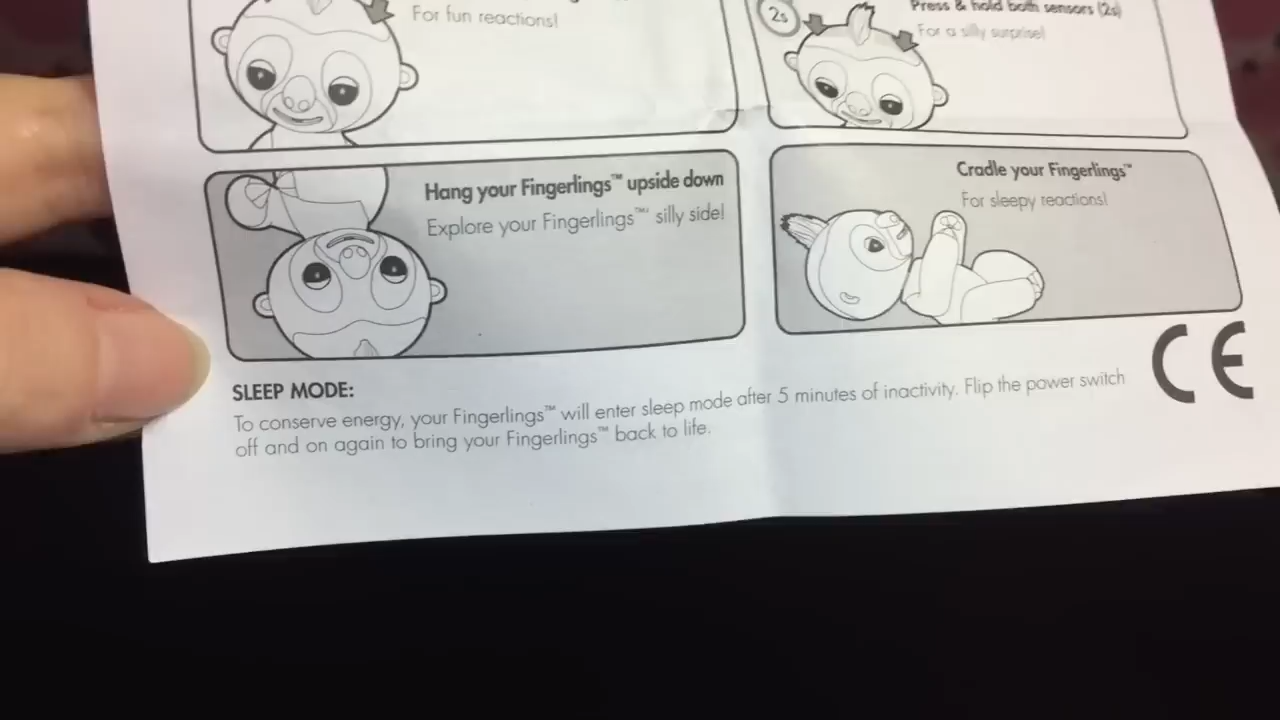 For fun reactions!
2s
Press & hold both sensors (2s)
For a silly surprise!
Hang your Fingerlings™ upside down
Explore your Fingerlings™ silly side!
Cradle your Fingerlings™
For sleepy reactions!
CE
SLEEP MODE:
To conserve energy, your Fingerlings™ will enter sleep mode after 5 minutes of inactivity. Flip the power switch
off and on again to bring your Fingerlings™ back to life.